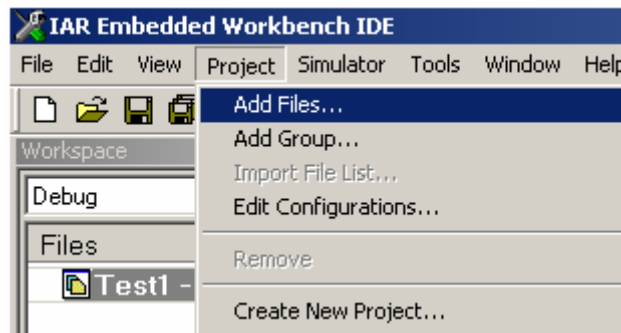 IAR Embedded Workbench IDE
File Edit View Project Simulator Tools Window Help
Add Files...
Add Group...
Workspace
Import File List...
Debug
Edit Configurations...
Files
Remove
Test1 -
Create New Project...